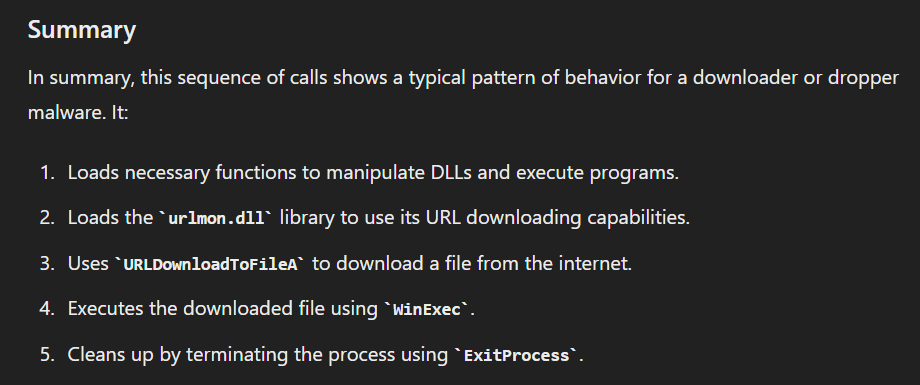 Summary
In summary, this sequence of calls shows a typical pattern of behavior for a downloader or dropper
malware. It:
1. Loads necessary functions to manipulate DLLs and execute programs.
2. Loads the `urlmon.dll` library to use its URL downloading capabilities.
3. Uses `URLDownloadToFileA` to download a file from the internet.
4. Executes the downloaded file using `WinExec`.
5. Cleans up by terminating the process using `ExitProcess`.